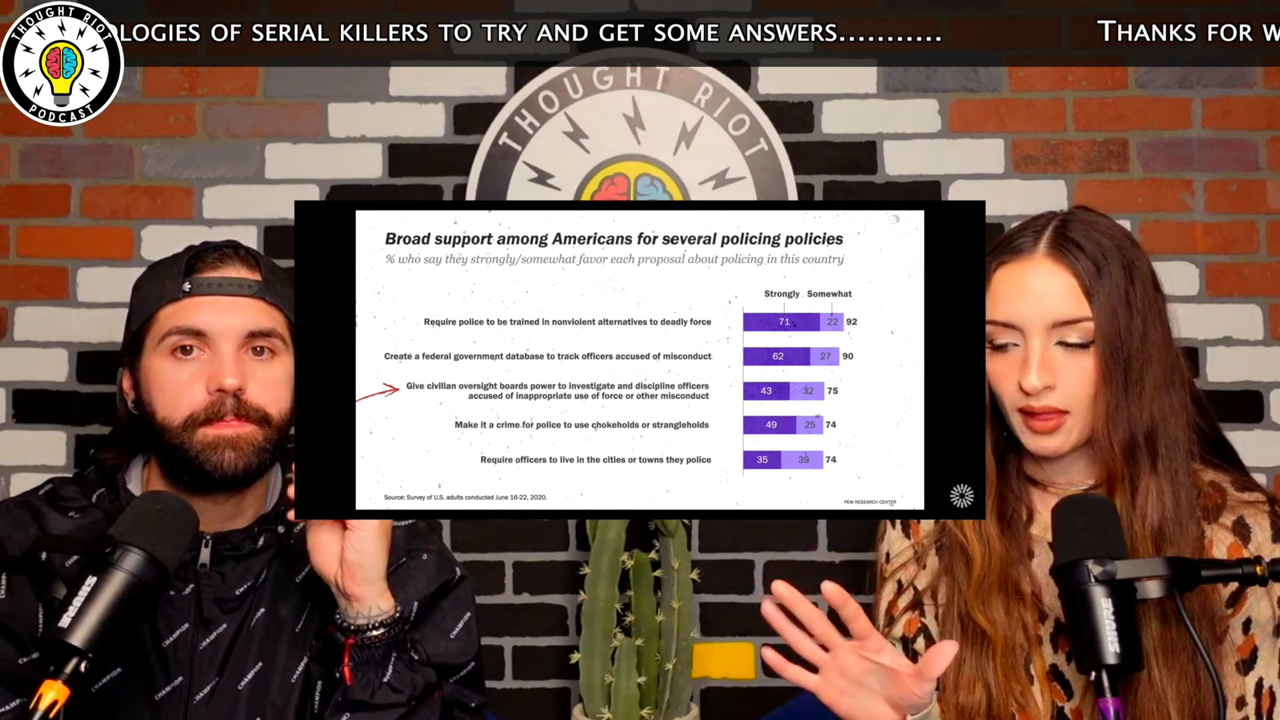 LOGIES OF SERIAL KILLERS TO TRY AND GET SOME ANSWERS........... THANKS FOR W
THOUGHT RIOT
PODCAST
THOUGHT RIOT
Broad support among Americans for several policing policies
% who say they strongly/somewhat favor each proposal about policing in this country
Strongly Somewhat
Require police to be trained in nonviolent alternatives to deadly force 71 22 92
Create a federal government database to track officers accused of misconduct 62 27 90
Give civilian oversight boards power to investigate and discipline officers
accused of inappropriate use of force or other misconduct 43 32 75
Make it a crime for police to use chokeholds or strangleholds 49 25 74
Require officers to live in the cities or towns they police 35 39 74
Source: Survey of U.S. adults conducted June 16-22, 2020.
PEW RESEARCH CENTER
SHURE
SHURE
CHAMPION
CHAMPION
CHAMPION